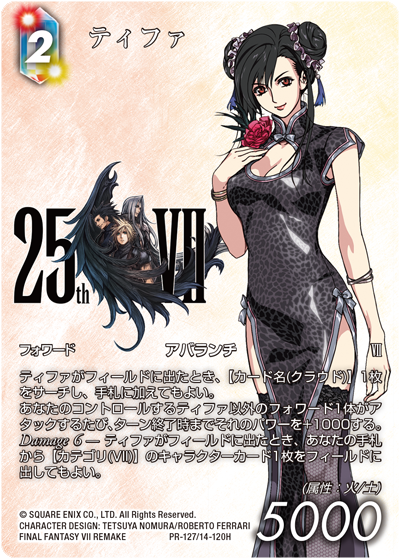 2
ティファ
25th VII
フォワード アバランチ VII
ティファがフィールドに出たとき、【カード名(クラウド)】1枚
をサーチし、手札に加えてもよい。
あなたのコントロールするティファ以外のフォワード1体がア
タックするたび、ターン終了時までそれのパワーを+1000する。
Damage 6 — ティファがフィールドに出たとき、あなたの手札
から【カテゴリ(VII)】のキャラクターカード1枚をフィールドに
出してもよい。
(属性:火/土)
© SQUARE ENIX CO., LTD. All Rights Reserved.
CHARACTER DESIGN: TETSUYA NOMURA/ROBERTO FERRARI
FINAL FANTASY VII REMAKE PR-127/14-120H
5000